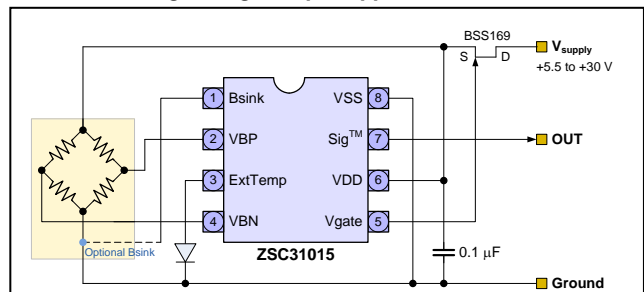 BSS169
S D
V supply
+5.5 to +30 V
1 Bsink VSS 8
2 VBP Sig™ 7
OUT
3 ExtTemp VDD 6
4 VBN Vgate 5
Optional Bsink
ZSC31015
0.1 μF
Ground